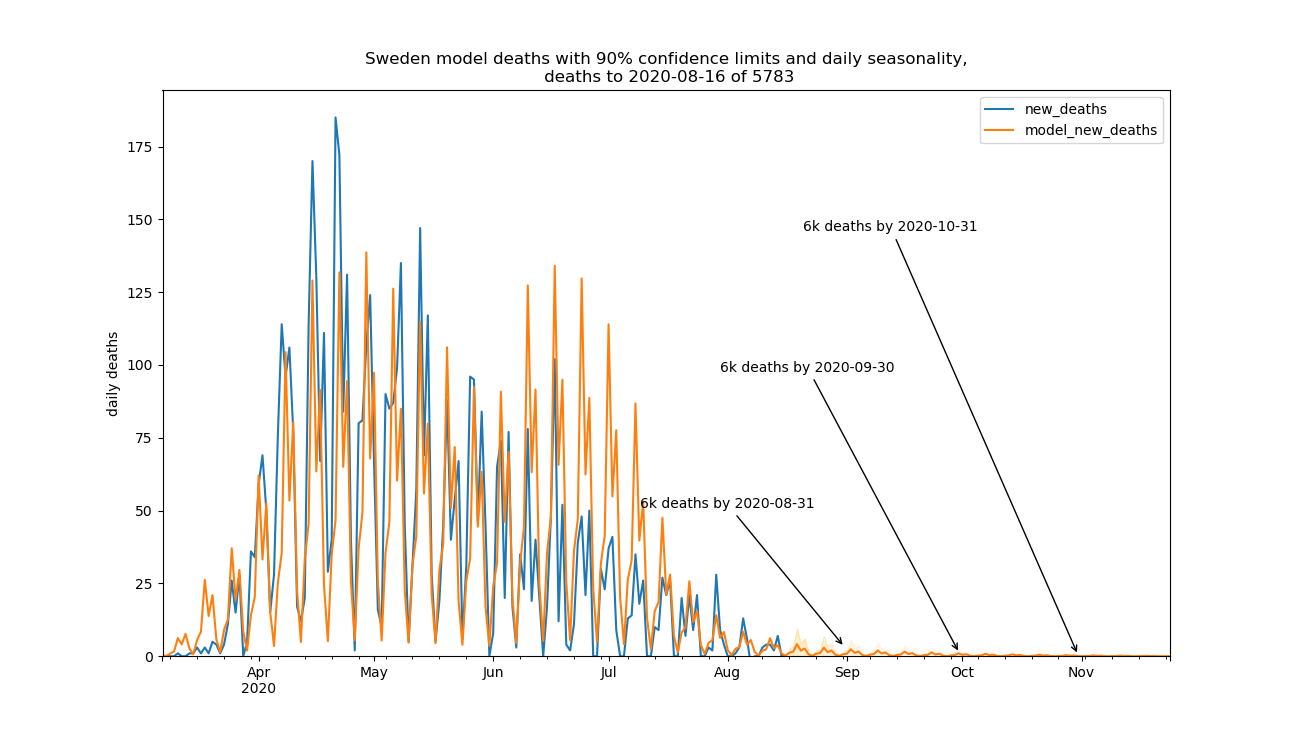 Sweden model deaths with 90% confidence limits and daily seasonality,
deaths to 2020-08-16 of 5783
new_deaths
model_new_deaths
175
150
125
100
75
50
25
0
daily deaths
6k deaths by 2020-10-31
6k deaths by 2020-09-30
6k deaths by 2020-08-31
Apr
2020
May
Jun
Jul
Aug
Sep
Oct
Nov